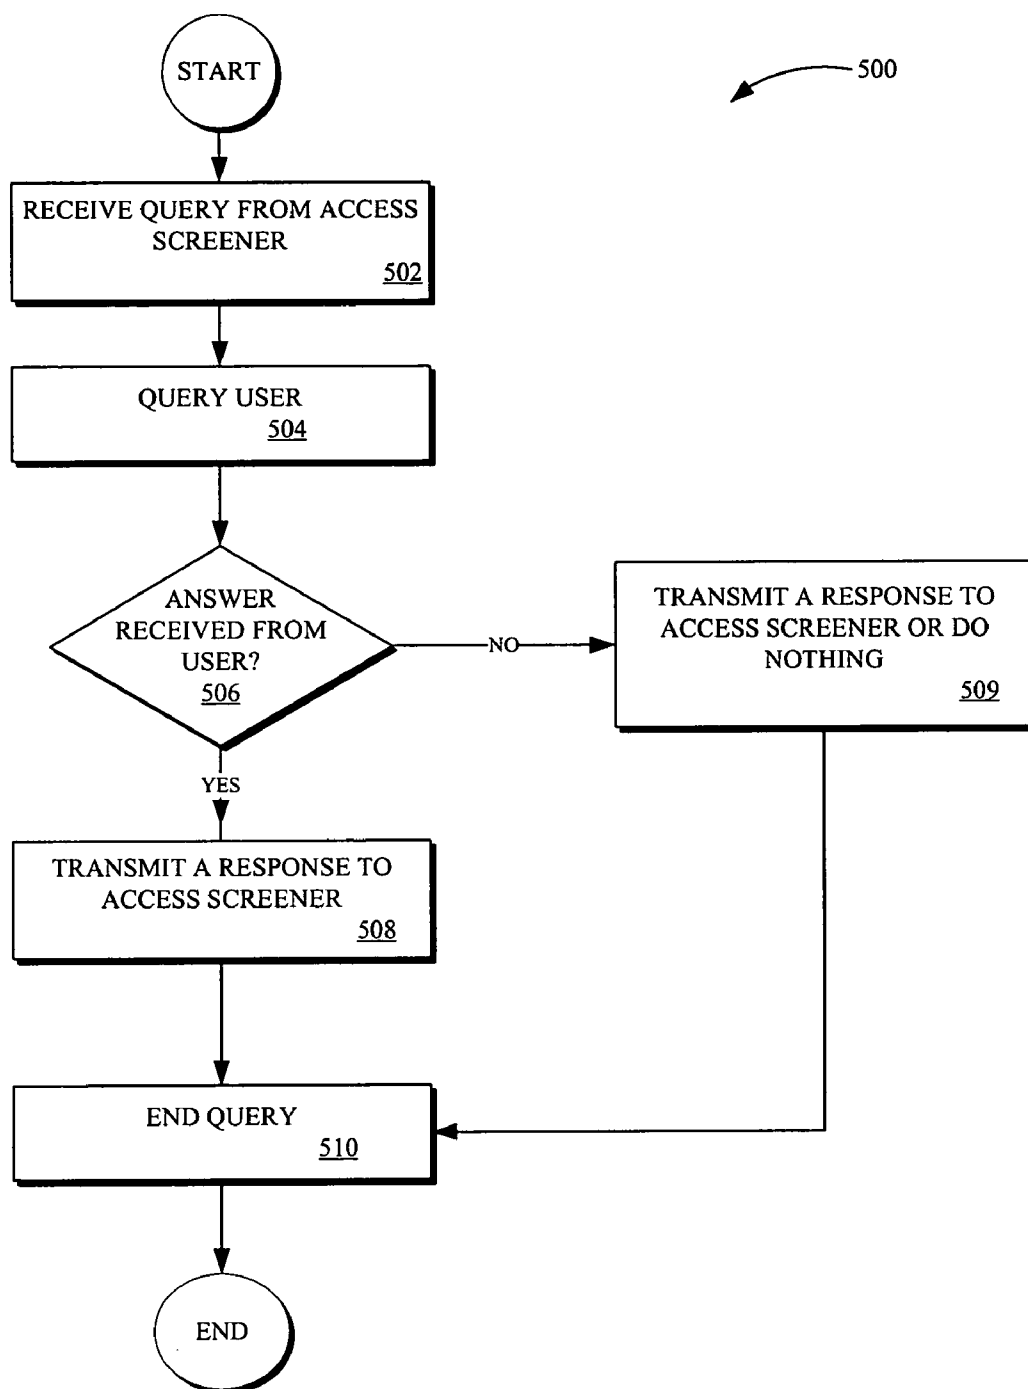 START
500
RECEIVE QUERY FROM ACCESS
SCREENER
502
QUERY USER
504
ANSWER
RECEIVED FROM
USER?
506
NO
TRANSMIT A RESPONSE TO
ACCESS SCREENER OR DO
NOTHING
509
YES
TRANSMIT A RESPONSE TO
ACCESS SCREENER
508
END QUERY
510
END